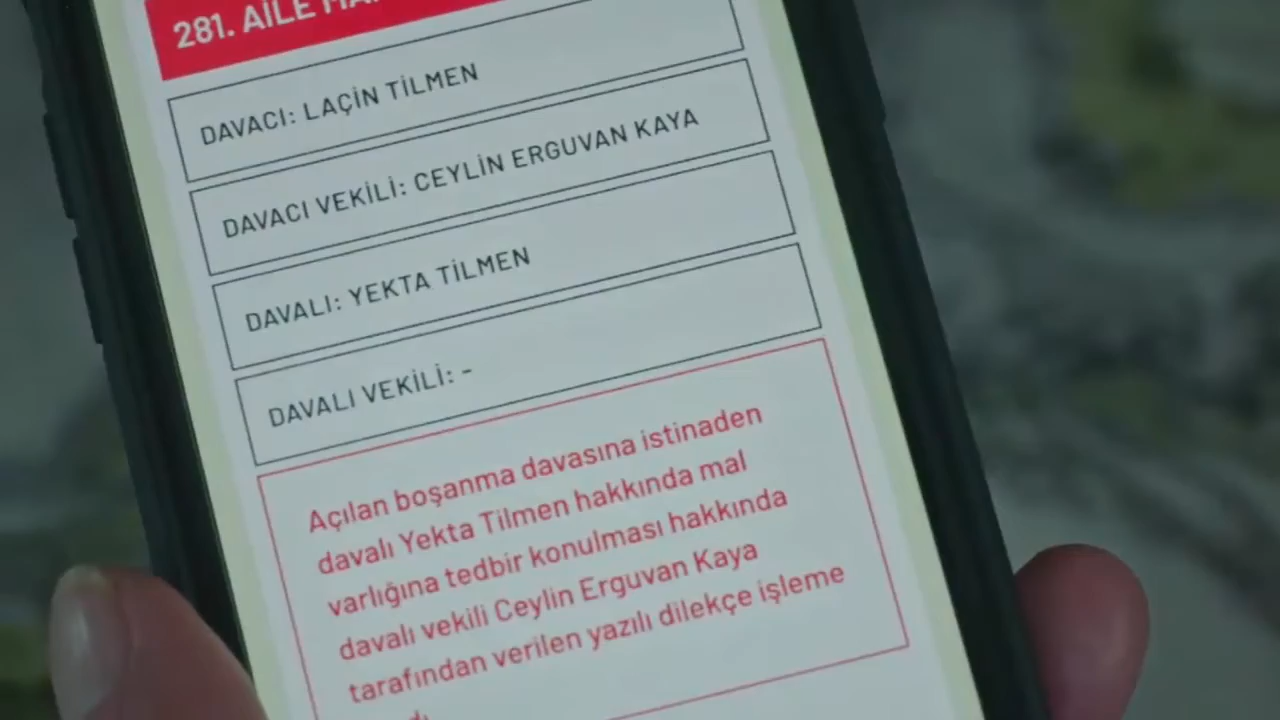 281. AİLE
DAVACI: LAÇİN TİLMEN
DAVACI VEKİLİ: CEYLİN ERGUVAN KAYA
DAVALI: YEKTA TİLMEN
DAVALI VEKİLİ: -
Açılan boşanma davasına istinaden
davalı Yekta Tilmen hakkında mal
varlığına tedbir konulması hakkında
davalı vekili Ceylin Erguvan Kaya
tarafından verilen yazılı dilekçe işleme